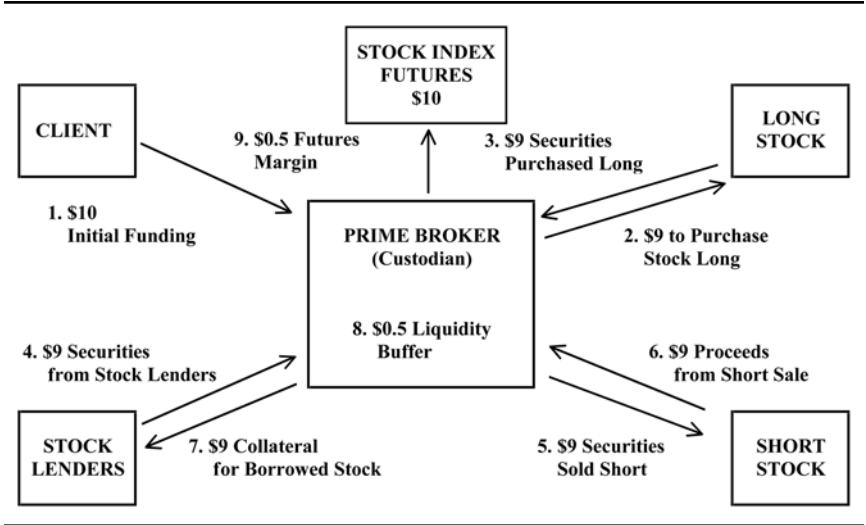 STOCK INDEX
FUTURES
$10
CLIENT
LONG
STOCK
9. $0.5 Futures
Margin
3. $9 Securities
Purchased Long
1. $10
Initial Funding
PRIME BROKER
(Custodian)
2. $9 to Purchase
Stock Long
8. $0.5 Liquidity
Buffer
4. $9 Securities
from Stock Lenders
6. $9 Proceeds
from Short Sale
STOCK
LENDERS
7. $9 Collateral
for Borrowed Stock
5. $9 Securities
Sold Short
SHORT
STOCK